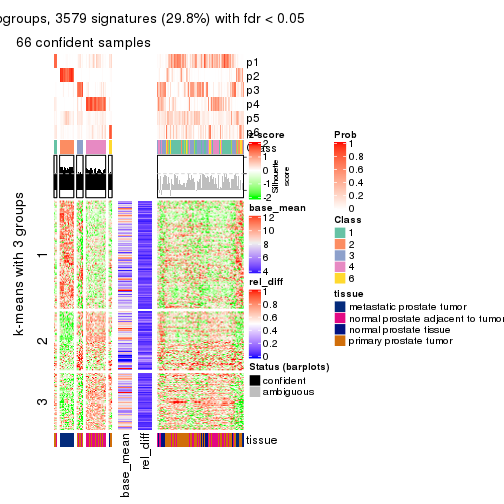 ogroups, 3579 signatures (29.8%) with fdr < 0.05
66 confident samples
p1
p2
p3
p4
p5
p6
Class
Silhouette
score
k-means with 3 groups
1
2
3
base_mean
rel_diff
tissue
z-score
2
0
-2
base_mean
12
10
8
6
4
rel_diff
1
0.8
0.6
0.4
0.2
0
Status (barplots)
confident
ambiguous
Prob
1
0.8
0.6
0.4
0.2
0
Class
1
2
3
4
6
tissue
metastatic prostate tumor
normal prostate adjacent to tumor
normal prostate tissue
primary prostate tumor